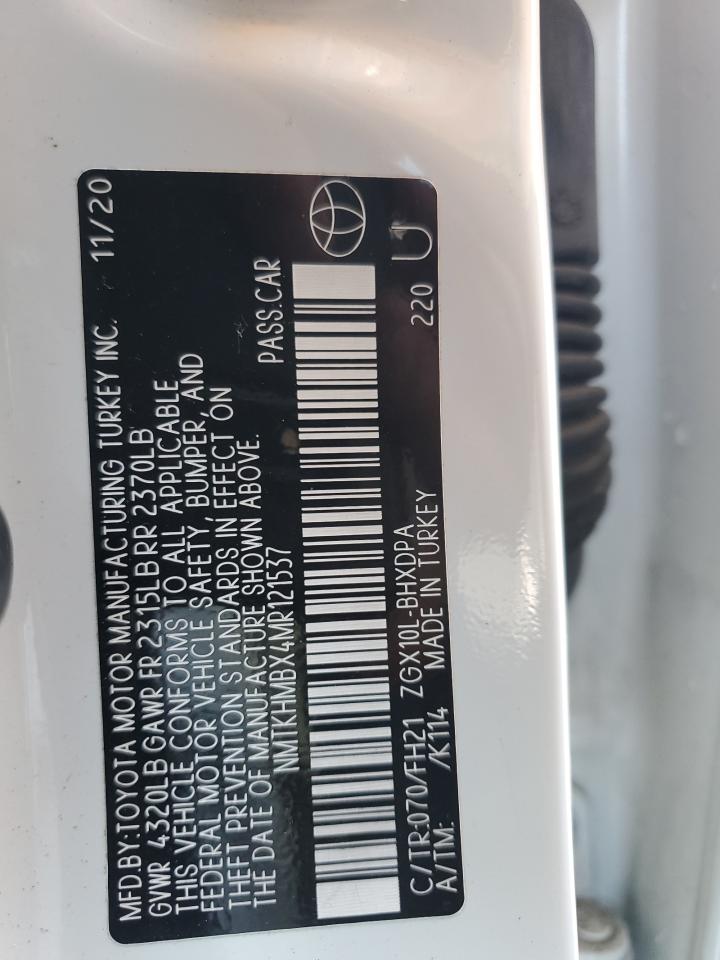 MFD.BY:TOYOTA MOTOR MANUFACTURING TURKEY INC. 11/20
GVWR 4320LB GAWR FR 2315LB RR 2370LB
THIS VEHICLE CONFORMS TO ALL APPLICABLE
FEDERAL MOTOR VEHICLE SAFETY, BUMPER, AND
THEFT PREVENTION STANDARDS IN EFFECT ON
THE DATE OF MANUFACTURE SHOWN ABOVE.
NMTKHMBX4MR121537 PASS.CAR
C/TR:070/FH21 ZGX10L-BHXDPA 220 U
A/TM: /K114 MADE IN TURKEY